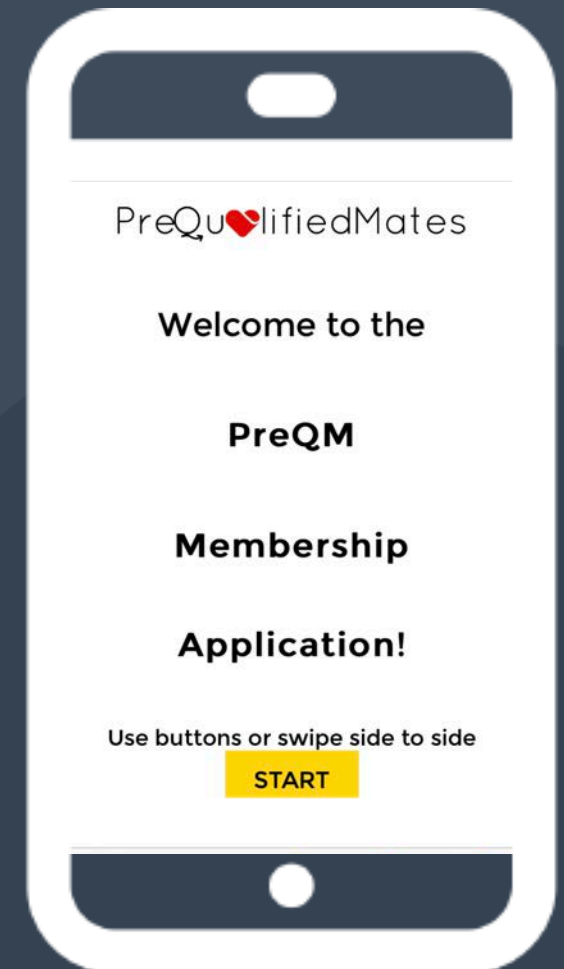 PreQualifiedMates
Welcome to the
PreQM
Membership
Application!
Use buttons or swipe side to side
START